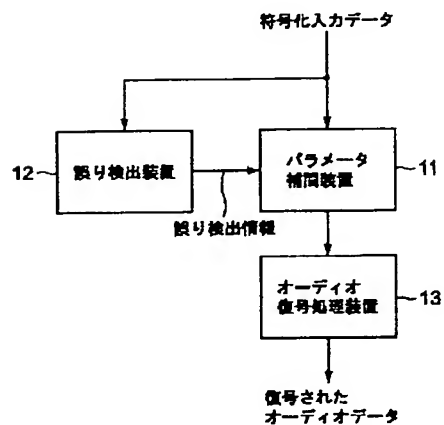 符号化入力データ
12
誤り検出装置
パラメータ
補間装置
11
誤り検出情報
オーディオ
復号処理装置
13
復号された
オーディオデータ